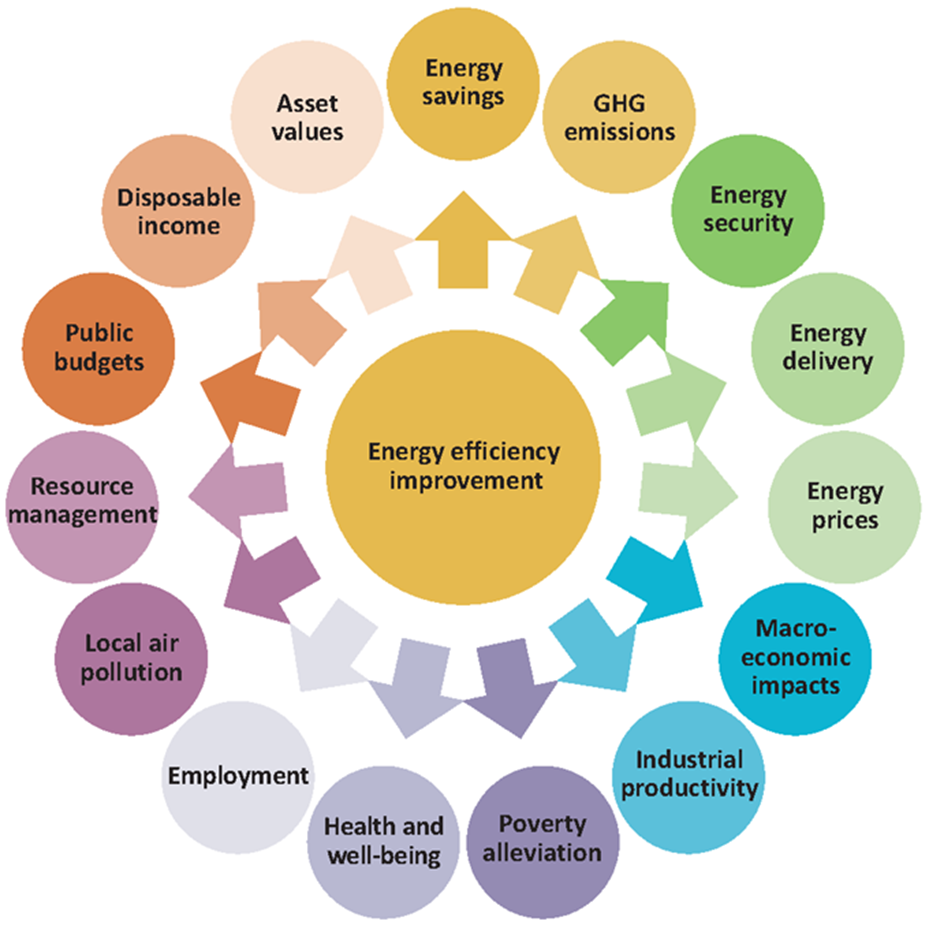 Energy
savings
GHG
emissions
Energy
security
Energy
delivery
Energy
prices
Macro-
economic
impacts
Industrial
productivity
Poverty
alleviation
Health and
well-being
Employment
Local air
pollution
Resource
management
Public
budgets
Disposable
income
Asset
values
Energy efficiency
improvement